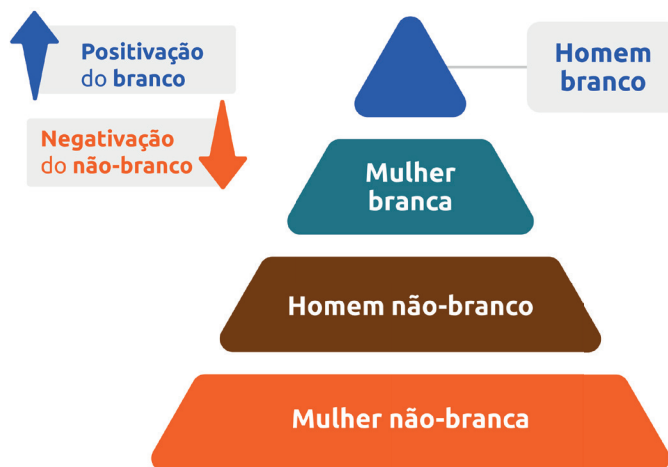 Positivação
do branco
Negativação
do não-branco
Homem
branco
Mulher
branca
Homem não-branco
Mulher não-branca